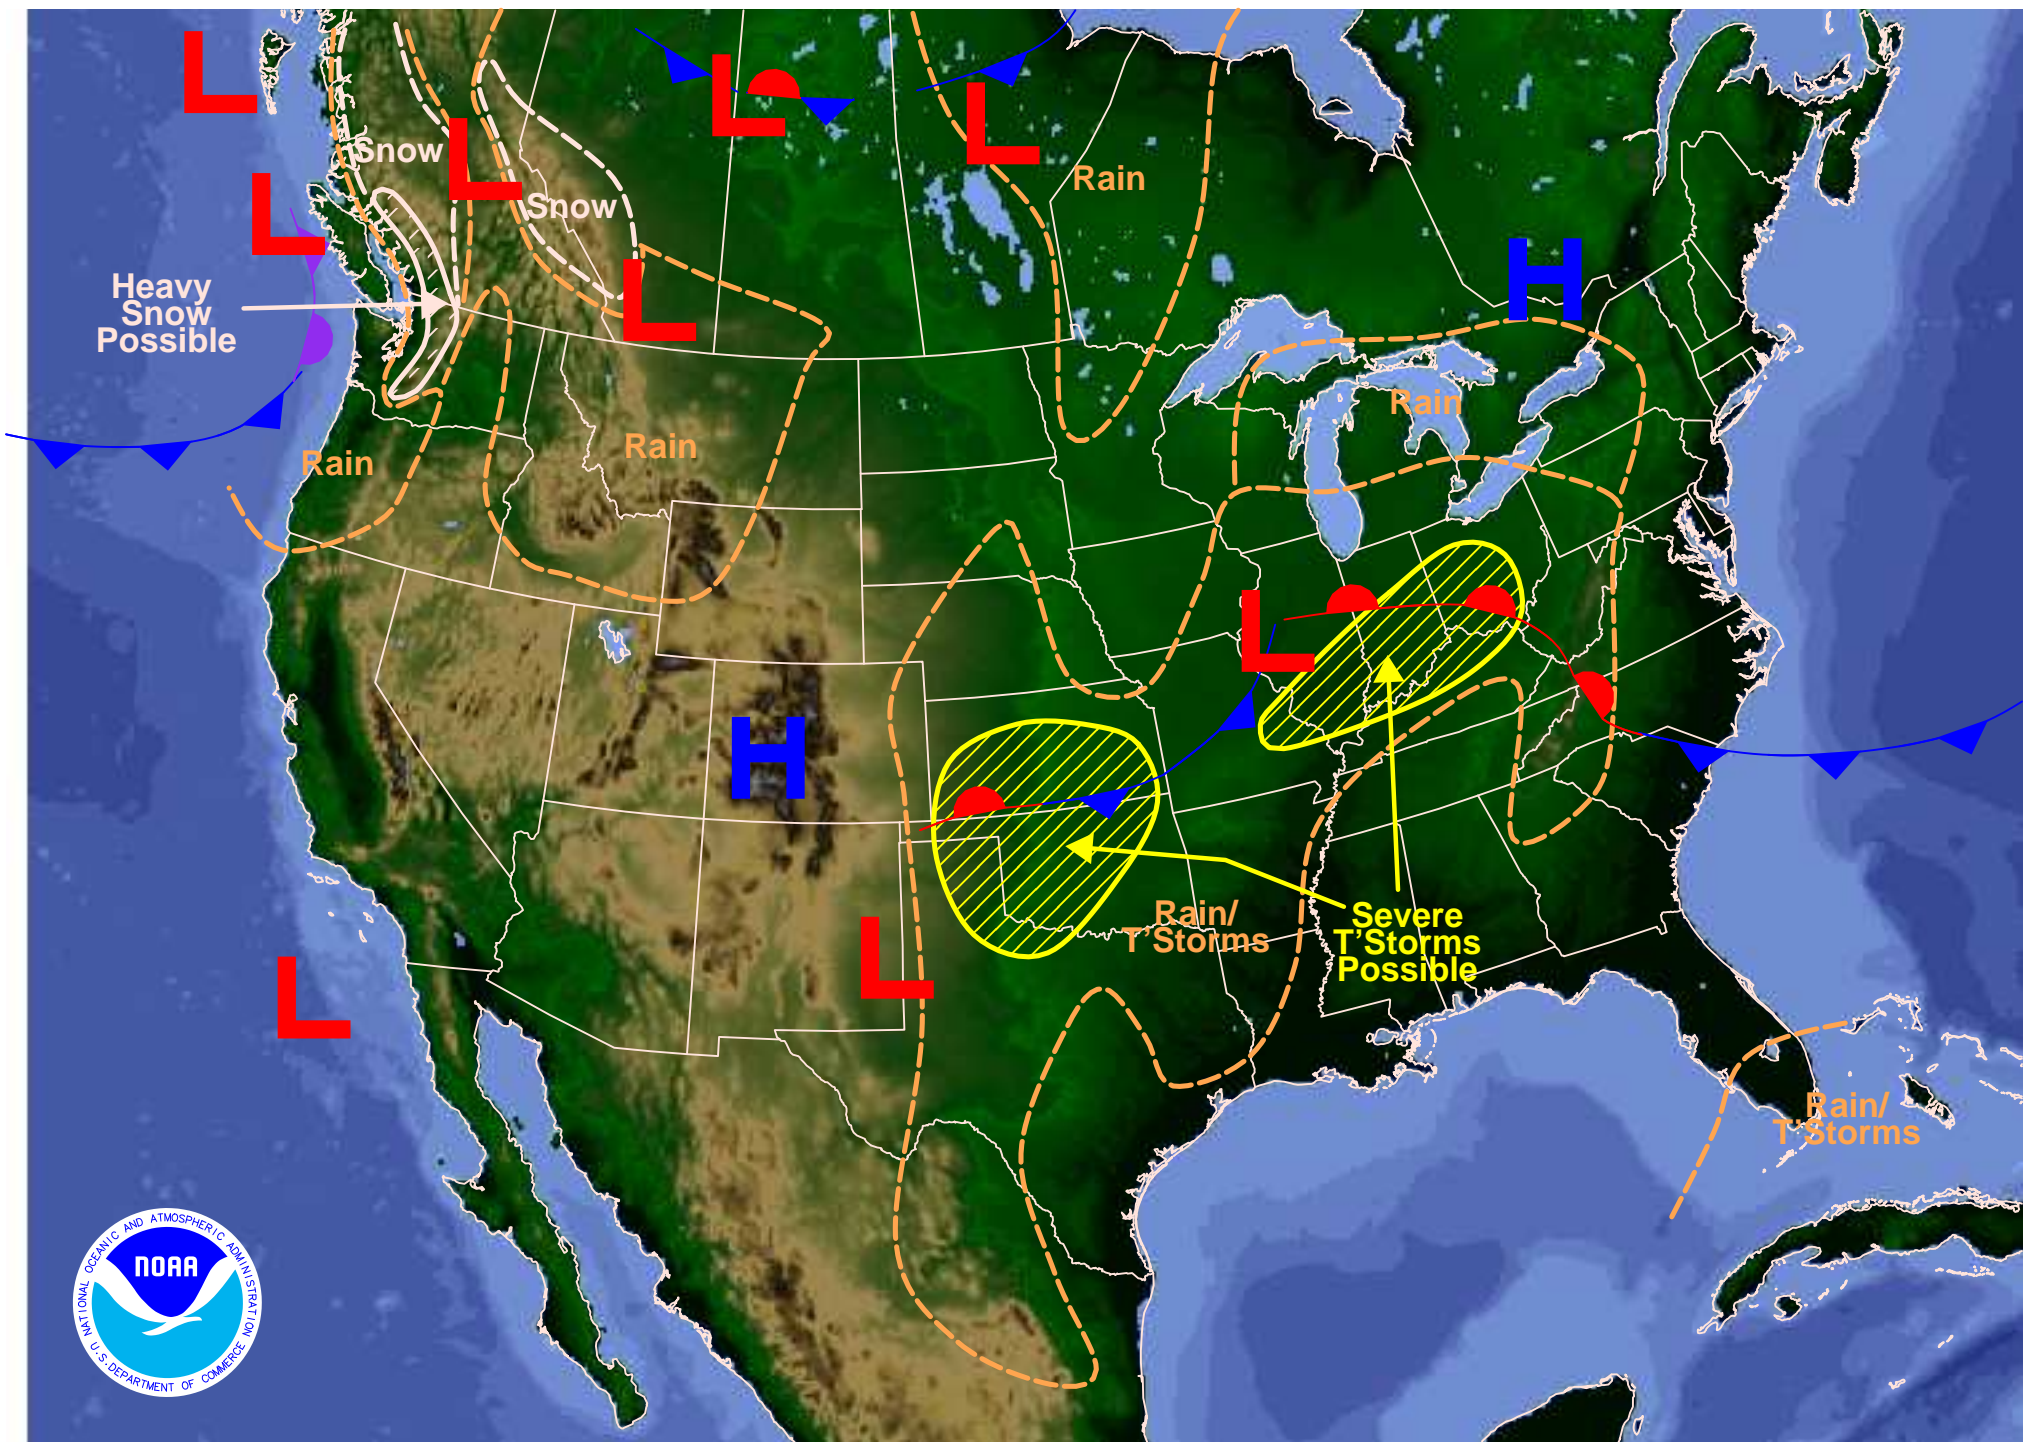 L
L
L
L
Snow
Rain
L
Snow
L
H
Heavy
Snow
Possible
L
Rain
Rain
Rain
L
H
Rain/
T'Storms
Severe
T'Storms
Possible
L
L
Rain/
T'Storms
NATIONAL OCEANIC AND ATMOSPHERIC ADMINISTRATION
NOAA
U.S. DEPARTMENT OF COMMERCE